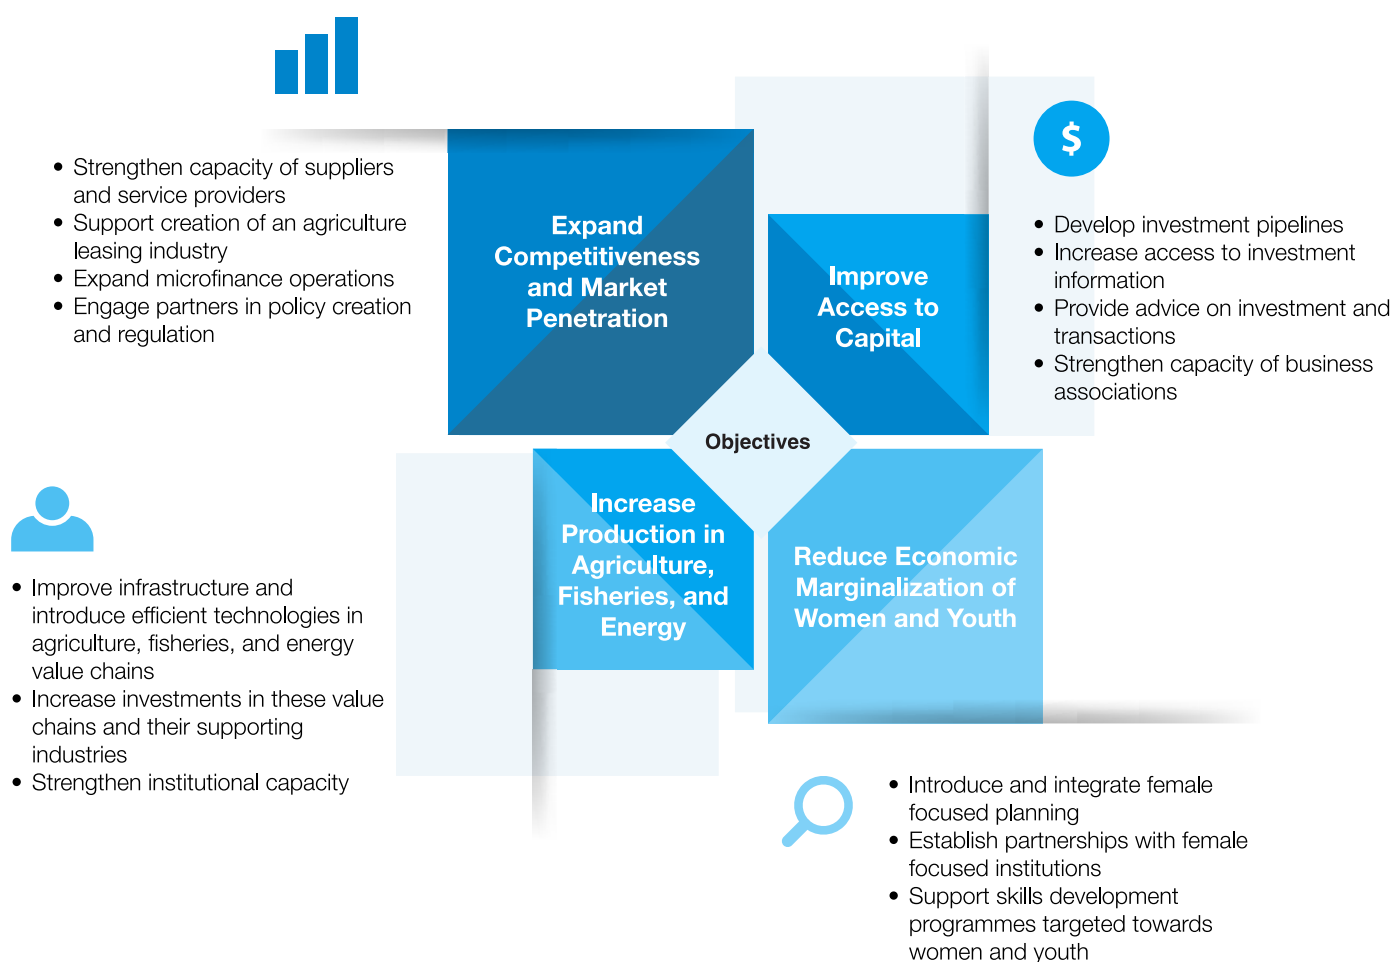 • Strengthen capacity of suppliers
and service providers
• Support creation of an agriculture
leasing industry
• Expand microfinance operations
• Engage partners in policy creation
and regulation
Expand
Competitiveness
and Market
Penetration
$
Improve
Access to
Capital
• Develop investment pipelines
• Increase access to investment
information
• Provide advice on investment and
transactions
• Strengthen capacity of business
associations
Objectives
• Improve infrastructure and
introduce efficient technologies in
agriculture, fisheries, and energy
value chains
• Increase investments in these value
chains and their supporting
industries
• Strengthen institutional capacity
Increase
Production in
Agriculture,
Fisheries, and
Energy
Reduce Economic
Marginalization of
Women and Youth
• Introduce and integrate female
focused planning
• Establish partnerships with female
focused institutions
• Support skills development
programmes targeted towards
women and youth